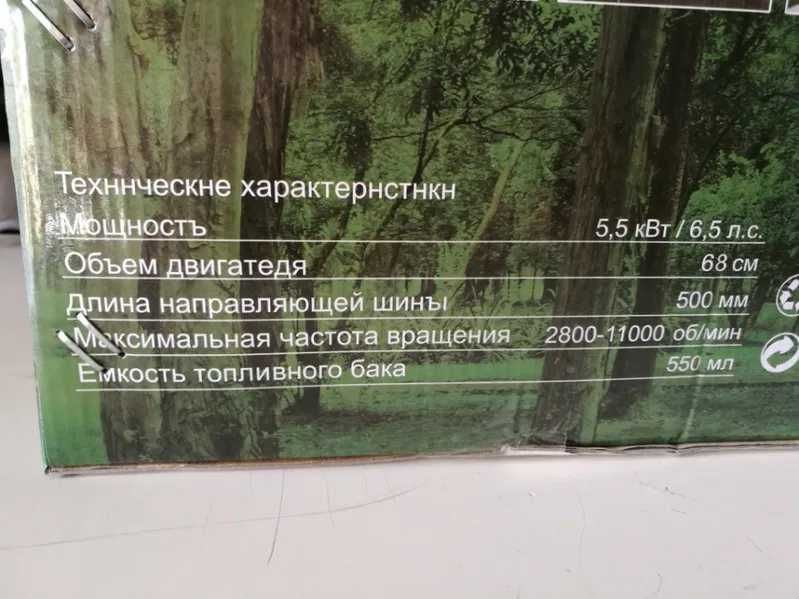 Техннческне характернстнкн
Мощностъ 5,5 кВт / 6,5 л.с.
Объем двигатедя 68 см
Длина направляющей шинъı 500 мм
Максимальная частота вращения 2800-11000 об/мин
Емкость топливного бака 550 мл